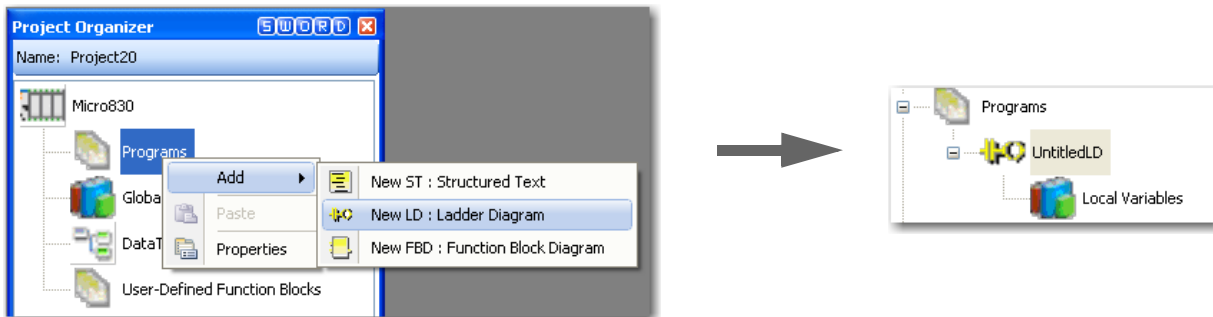 Project Organizer SWORD
Name: Project20
Micro830
Programs
Add
New ST : Structured Text
Globa
Paste
New LD : Ladder Diagram
DataT
Properties
New FBD : Function Block Diagram
User-Defined Function Blocks
Programs
UntitledLD
Local Variables